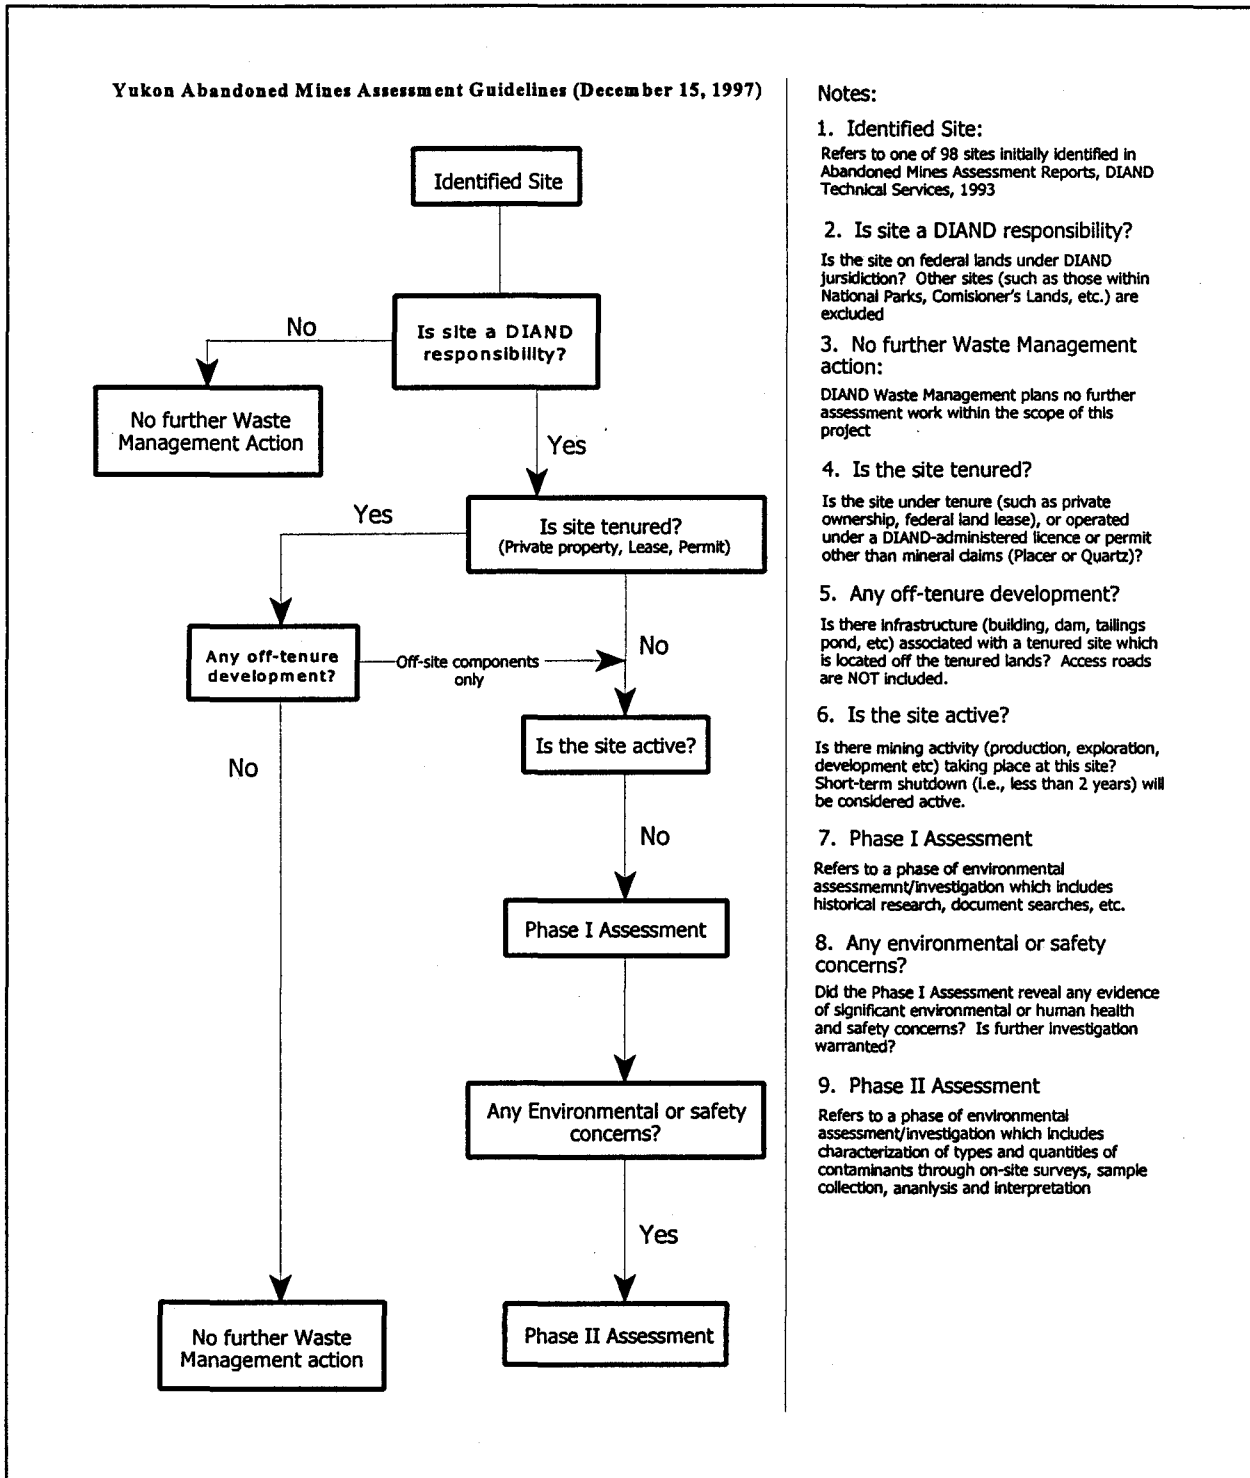 Yukon Abandoned Mines Assessment Guidelines (December 15, 1997)
Identified Site
Is site a DIAND
responsibility?
No
No further Waste
Management Action
Yes
Is site tenured?
(Private property, Lease, Permit)
Yes
No
Any off-tenure
development?
Off-site components
only
Is the site active?
No
No
Phase I Assessment
Any Environmental or safety
concerns?
Yes
No further Waste
Management action
Phase II Assessment
Notes:
1. Identified Site:
Refers to one of 98 sites initially identified in
Abandoned Mines Assessment Reports, DIAND
Technical Services, 1993
2. Is site a DIAND responsibility?
Is the site on federal lands under DIAND
jursidiction? Other sites (such as those within
National Parks, Comisioner's Lands, etc.) are
excluded
3. No further Waste Management
action:
DIAND Waste Management plans no further
assessment work within the scope of this
project
4. Is the site tenured?
Is the site under tenure (such as private
ownership, federal land lease), or operated
under a DIAND-administered licence or permit
other than mineral claims (Placer or Quartz)?
5. Any off-tenure development?
Is there infrastructure (building, dam, tailings
pond, etc) associated with a tenured site which
is located off the tenured lands? Access roads
are NOT included.
6. Is the site active?
Is there mining activity (production, exploration,
development etc) taking place at this site?
Short-term shutdown (i.e., less than 2 years) will
be considered active.
7. Phase I Assessment
Refers to a phase of environmental
assessmemnt/investigation which includes
historical research, document searches, etc.
8. Any environmental or safety
concerns?
Did the Phase I Assessment reveal any evidence
of significant environmental or human health
and safety concerns? Is further investigation
warranted?
9. Phase II Assessment
Refers to a phase of environmental
assessment/investigation which includes
characterization of types and quantities of
contaminants through on-site surveys, sample
collection, ananlysis and interpretation